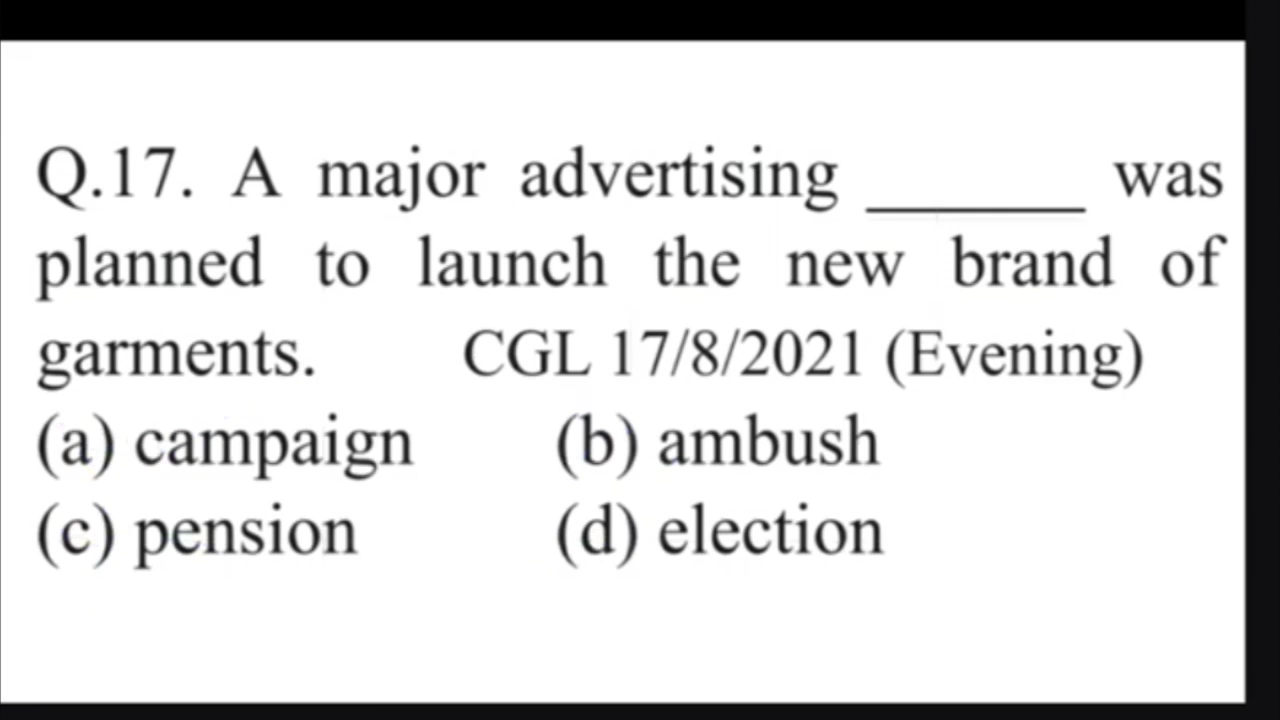 Q.17. A major advertising ______ was
planned to launch the new brand of
garments. CGL 17/8/2021 (Evening)
(a) campaign (b) ambush
(c) pension (d) election